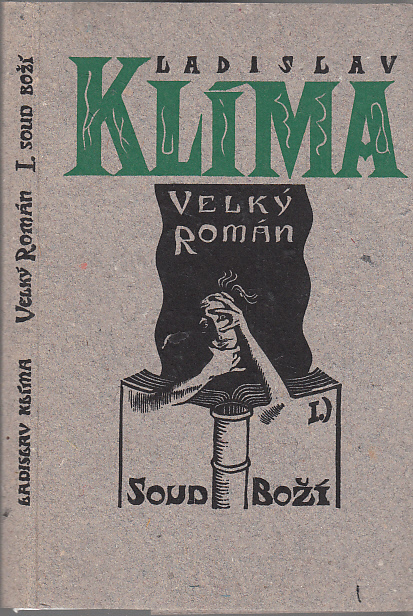 LADISLAV
KLÍMA
VELKÝ
ROMÁN
I.)
SOUD BOŽÍ
LADISLAV KLÍMA VELKÝ ROMÁN I. SOUD BOŽÍ